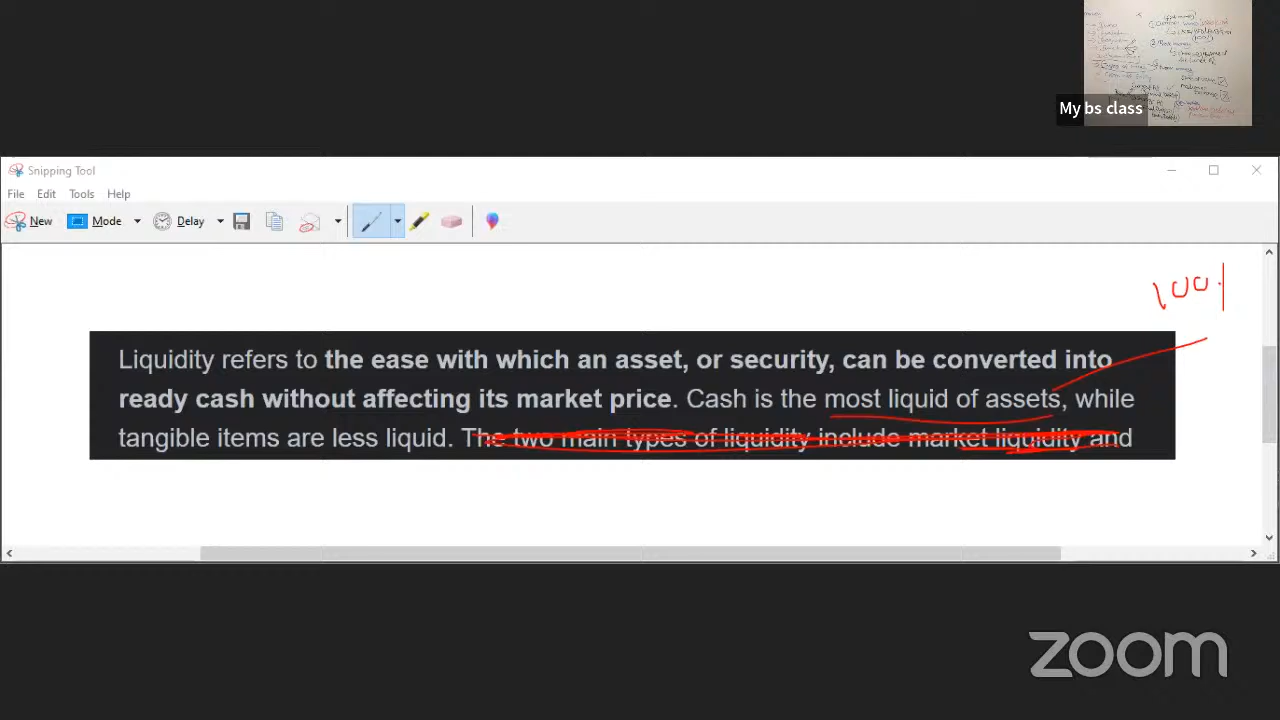 My bs class
Snipping Tool
File Edit Tools Help
New Mode Delay
100%
Liquidity refers to the ease with which an asset, or security, can be converted into
ready cash without affecting its market price. Cash is the most liquid of assets, while
tangible items are less liquid. The two main types of liquidity include market liquidity and
zoom